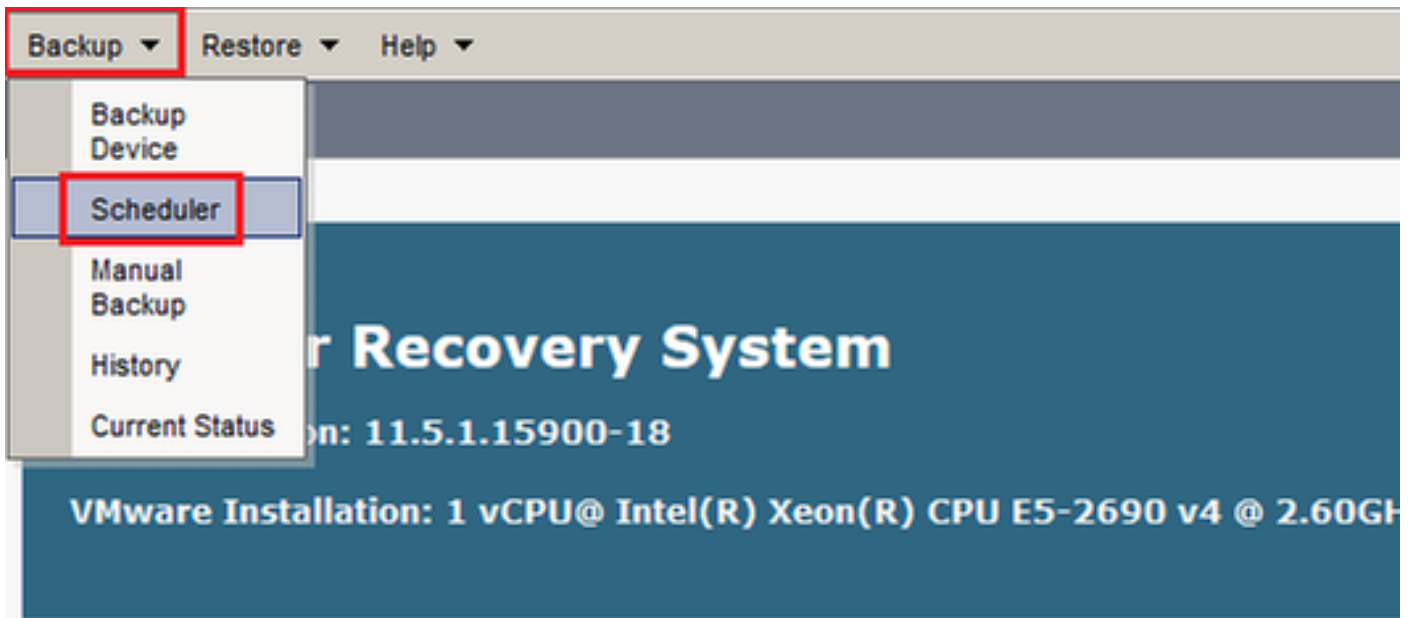 Backup Restore Help
Backup
Device
Scheduler
Manual
Backup
History
Current Status
r Recovery System
on: 11.5.1.15900-18
VMware Installation: 1 vCPU@ Intel(R) Xeon(R) CPU E5-2690 v4 @ 2.60GH